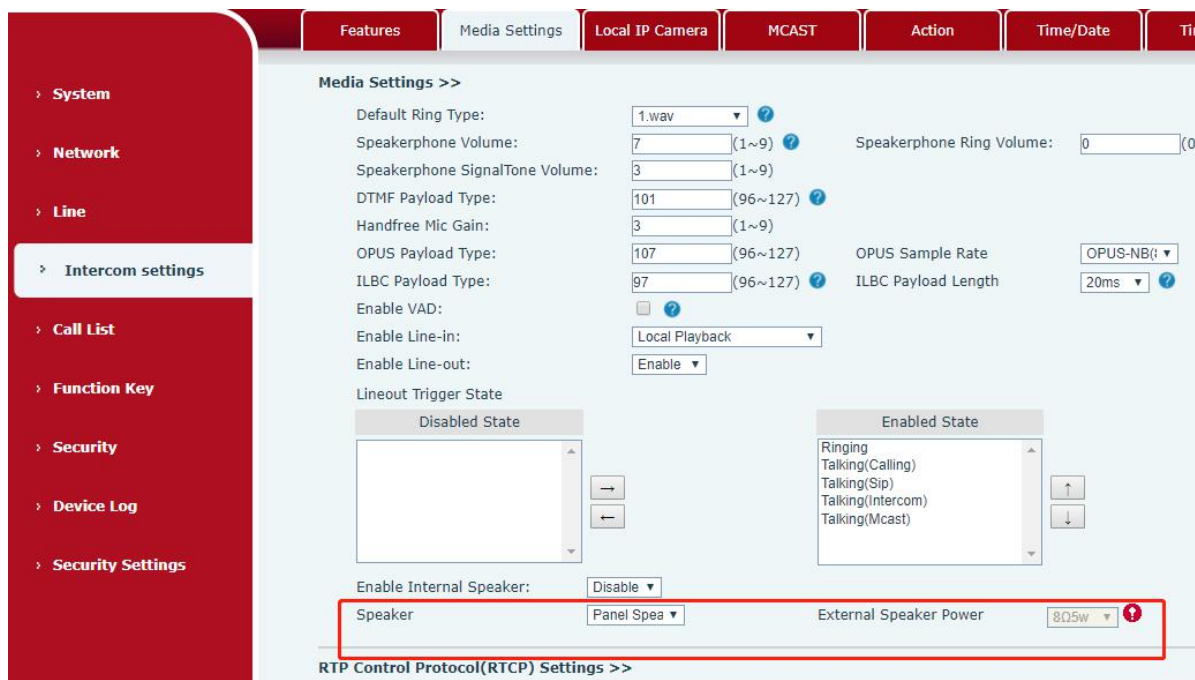 Features Media Settings Local IP Camera MCAST Action Time/Date
System
Network
Line
Intercom settings
Call List
Function Key
Security
Device Log
Security Settings
Media Settings >>
Default Ring Type: 1.wav
Speakerphone Volume: 7 (1~9) Speakerphone Ring Volume: 0 (0
Speakerphone SignalTone Volume: 3 (1~9)
DTMF Payload Type: 101 (96~127)
Handfree Mic Gain: 3 (1~9)
OPUS Payload Type: 107 (96~127) OPUS Sample Rate OPUS-NB(
ILBC Payload Type: 97 (96~127) ILBC Payload Length 20ms
Enable VAD:
Enable Line-in: Local Playback
Enable Line-out: Enable
Lineout Trigger State
Disabled State Enabled State
Ringing
Talking(Calling)
Talking(Sip)
Talking(Intercom)
Talking(Mcast)
Enable Internal Speaker: Disable
Speaker Panel Spea External Speaker Power 8Ω5w
RTP Control Protocol(RTCP) Settings >>